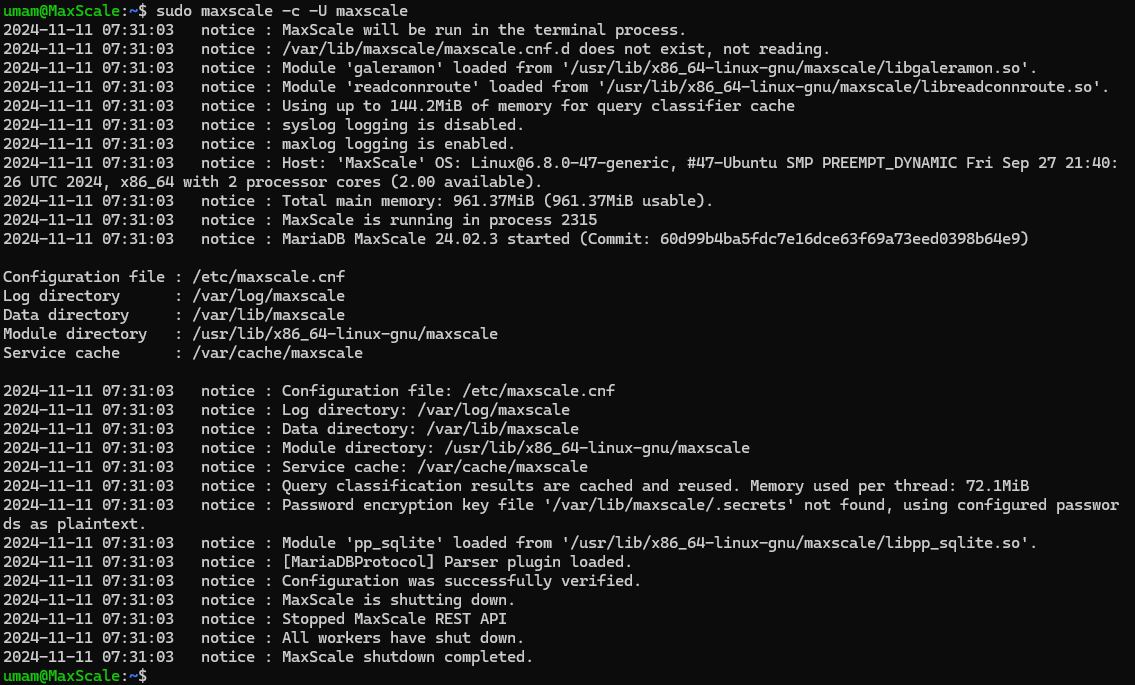 umam@MaxScale:~$ sudo maxscale -c -U maxscale
2024-11-11 07:31:03   notice : MaxScale will be run in the terminal process.
2024-11-11 07:31:03   notice : /var/lib/maxscale/maxscale.cnf.d does not exist, not reading.
2024-11-11 07:31:03   notice : Module 'galeramon' loaded from '/usr/lib/x86_64-linux-gnu/maxscale/libgaleramon.so'.
2024-11-11 07:31:03   notice : Module 'readconnroute' loaded from '/usr/lib/x86_64-linux-gnu/maxscale/libreadconnroute.so'.
2024-11-11 07:31:03   notice : Using up to 144.2MiB of memory for query classifier cache
2024-11-11 07:31:03   notice : syslog logging is disabled.
2024-11-11 07:31:03   notice : maxlog logging is enabled.
2024-11-11 07:31:03   notice : Host: 'MaxScale' OS: Linux@6.8.0-47-generic, #47-Ubuntu SMP PREEMPT_DYNAMIC Fri Sep 27 21:40:
26 UTC 2024, x86_64 with 2 processor cores (2.00 available).
2024-11-11 07:31:03   notice : Total main memory: 961.37MiB (961.37MiB usable).
2024-11-11 07:31:03   notice : MaxScale is running in process 2315
2024-11-11 07:31:03   notice : MariaDB MaxScale 24.02.3 started (Commit: 60d99b4ba5fdc7e16dce63f69a73eed0398b64e9)

Configuration file : /etc/maxscale.cnf
Log directory      : /var/log/maxscale
Data directory     : /var/lib/maxscale
Module directory   : /usr/lib/x86_64-linux-gnu/maxscale
Service cache      : /var/cache/maxscale

2024-11-11 07:31:03   notice : Configuration file: /etc/maxscale.cnf
2024-11-11 07:31:03   notice : Log directory: /var/log/maxscale
2024-11-11 07:31:03   notice : Data directory: /var/lib/maxscale
2024-11-11 07:31:03   notice : Module directory: /usr/lib/x86_64-linux-gnu/maxscale
2024-11-11 07:31:03   notice : Service cache: /var/cache/maxscale
2024-11-11 07:31:03   notice : Query classification results are cached and reused. Memory used per thread: 72.1MiB
2024-11-11 07:31:03   notice : Password encryption key file '/var/lib/maxscale/.secrets' not found, using configured passwor
ds as plaintext.
2024-11-11 07:31:03   notice : Module 'pp_sqlite' loaded from '/usr/lib/x86_64-linux-gnu/maxscale/libpp_sqlite.so'.
2024-11-11 07:31:03   notice : [MariaDBProtocol] Parser plugin loaded.
2024-11-11 07:31:03   notice : Configuration was successfully verified.
2024-11-11 07:31:03   notice : MaxScale is shutting down.
2024-11-11 07:31:03   notice : Stopped MaxScale REST API
2024-11-11 07:31:03   notice : All workers have shut down.
2024-11-11 07:31:03   notice : MaxScale shutdown completed.
umam@MaxScale:~$